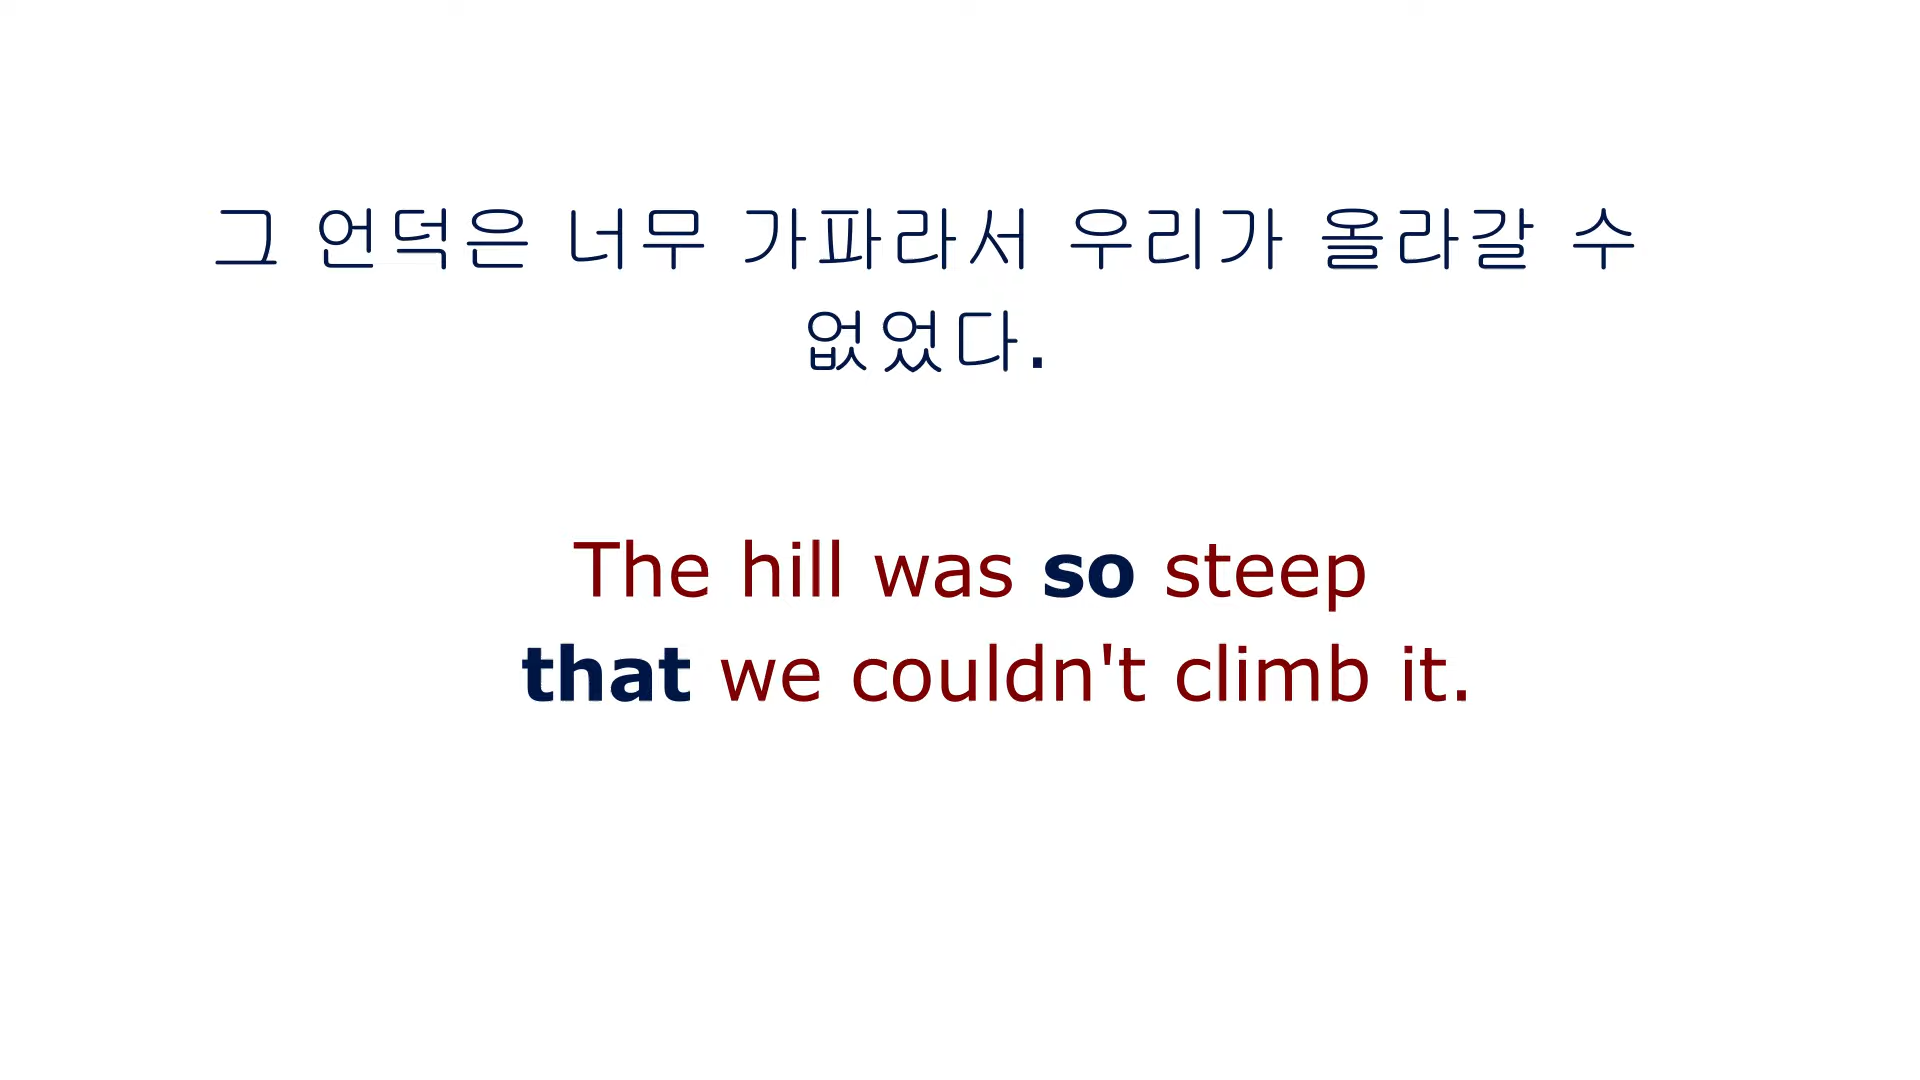 그 언덕은 너무 가파라서 우리가 올라갈 수
없었다.
The hill was so steep
that we couldn't climb it.